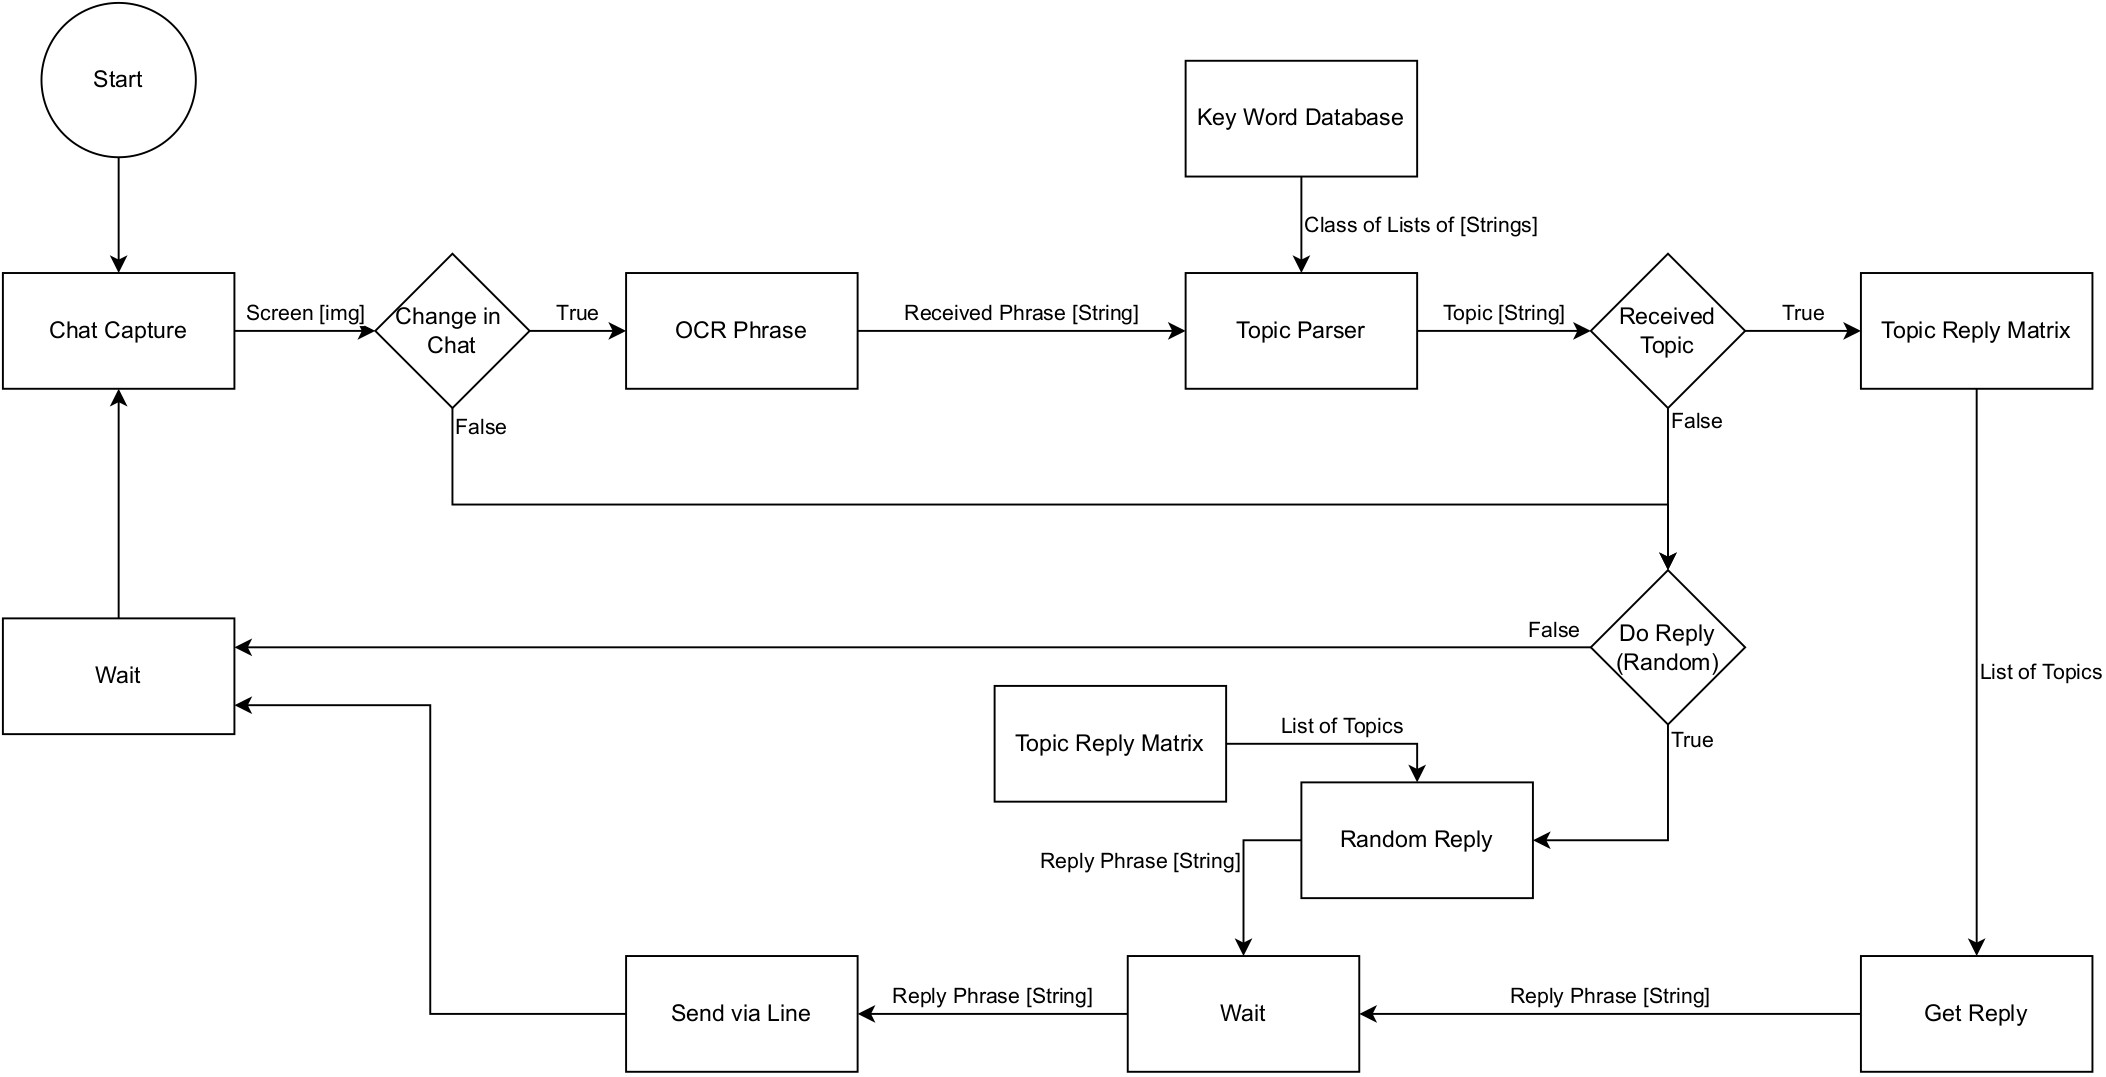 Start
Key Word Database
Class of Lists of [Strings]
Chat Capture
Screen [img]
Change in
Chat
True
OCR Phrase
Received Phrase [String]
Topic Parser
Topic [String]
Received
Topic
True
Topic Reply Matrix
False
False
Wait
False
Do Reply
(Random)
List of Topics
Topic Reply Matrix
List of Topics
True
Random Reply
Reply Phrase [String]
Send via Line
Reply Phrase [String]
Wait
Reply Phrase [String]
Get Reply